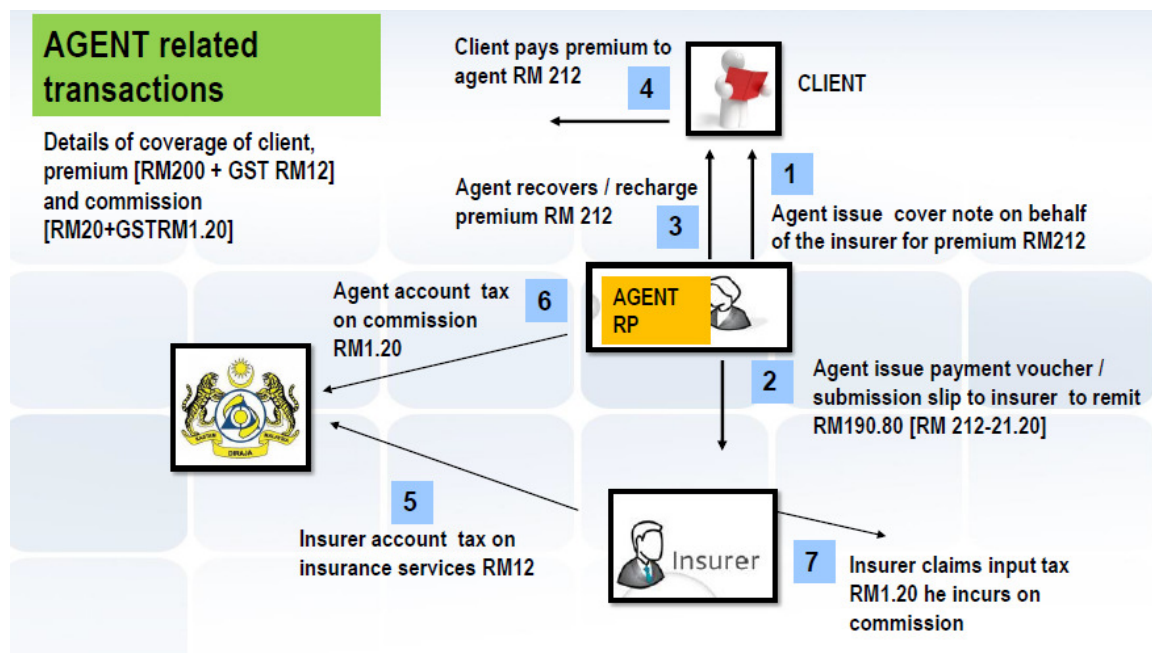 AGENT related
transactions
Details of coverage of client,
premium [RM200 + GST RM12]
and commission
[RM20+GSTRM1.20]
Client pays premium to
agent RM 212
4
CLIENT
Agent recovers / recharge
premium RM 212
3
1
Agent issue cover note on behalf
of the insurer for premium RM212
AGENT
RP
Agent account tax
on commission
RM1.20
6
2
Agent issue payment voucher /
submission slip to insurer to remit
RM190.80 [RM 212-21.20]
DIRAJA
5
Insurer account tax on
insurance services RM12
Insurer
7
Insurer claims input tax
RM1.20 he incurs on
commission